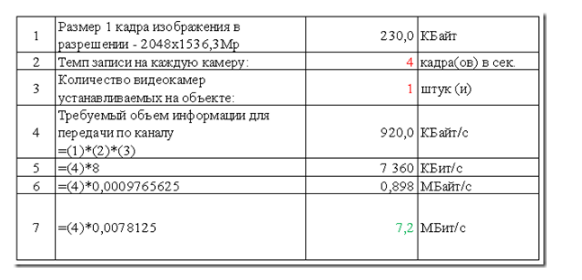 1 Размер 1 кадра изображения в
разрешении - 2048x1536,3Мр 230,0 КБайт
2 Темп записи на каждую камеру: 4 кадра(ов) в сек.
3 Количество видеокамер
устанавливаемых на объекте: 1 штук (и)
4 Требуемый объем информации для
передачи по каналу 920,0 КБайт/с
=(1)*(2)*(3)
5 =(4)*8 7 360 КБит/с
6 =(4)*0,0009765625 0,898 МБайт/с
7 =(4)*0,0078125 7,2 МБит/с